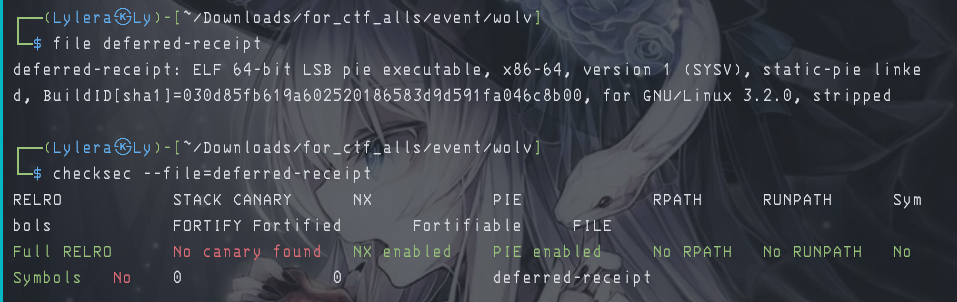 ┌──(Lylera㉿Ly)-[~/Downloads/for_ctf_alls/event/wolv]
└─$ file deferred-receipt
deferred-receipt: ELF 64-bit LSB pie executable, x86-64, version 1 (SYSV), static-pie linke
d, BuildID[sha1]=030d85fb619a602520186583d9d591fa046c8b00, for GNU/Linux 3.2.0, stripped
┌──(Lylera㉿Ly)-[~/Downloads/for_ctf_alls/event/wolv]
└─$ checksec --file=deferred-receipt
RELRO           STACK CANARY      NX            PIE             RPATH      RUNPATH      Sym
bols            FORTIFY Fortified       Fortifiable     FILE
Full RELRO      No canary found   NX enabled    PIE enabled     No RPATH   No RUNPATH   No
Symbols   No    0               0               deferred-receipt